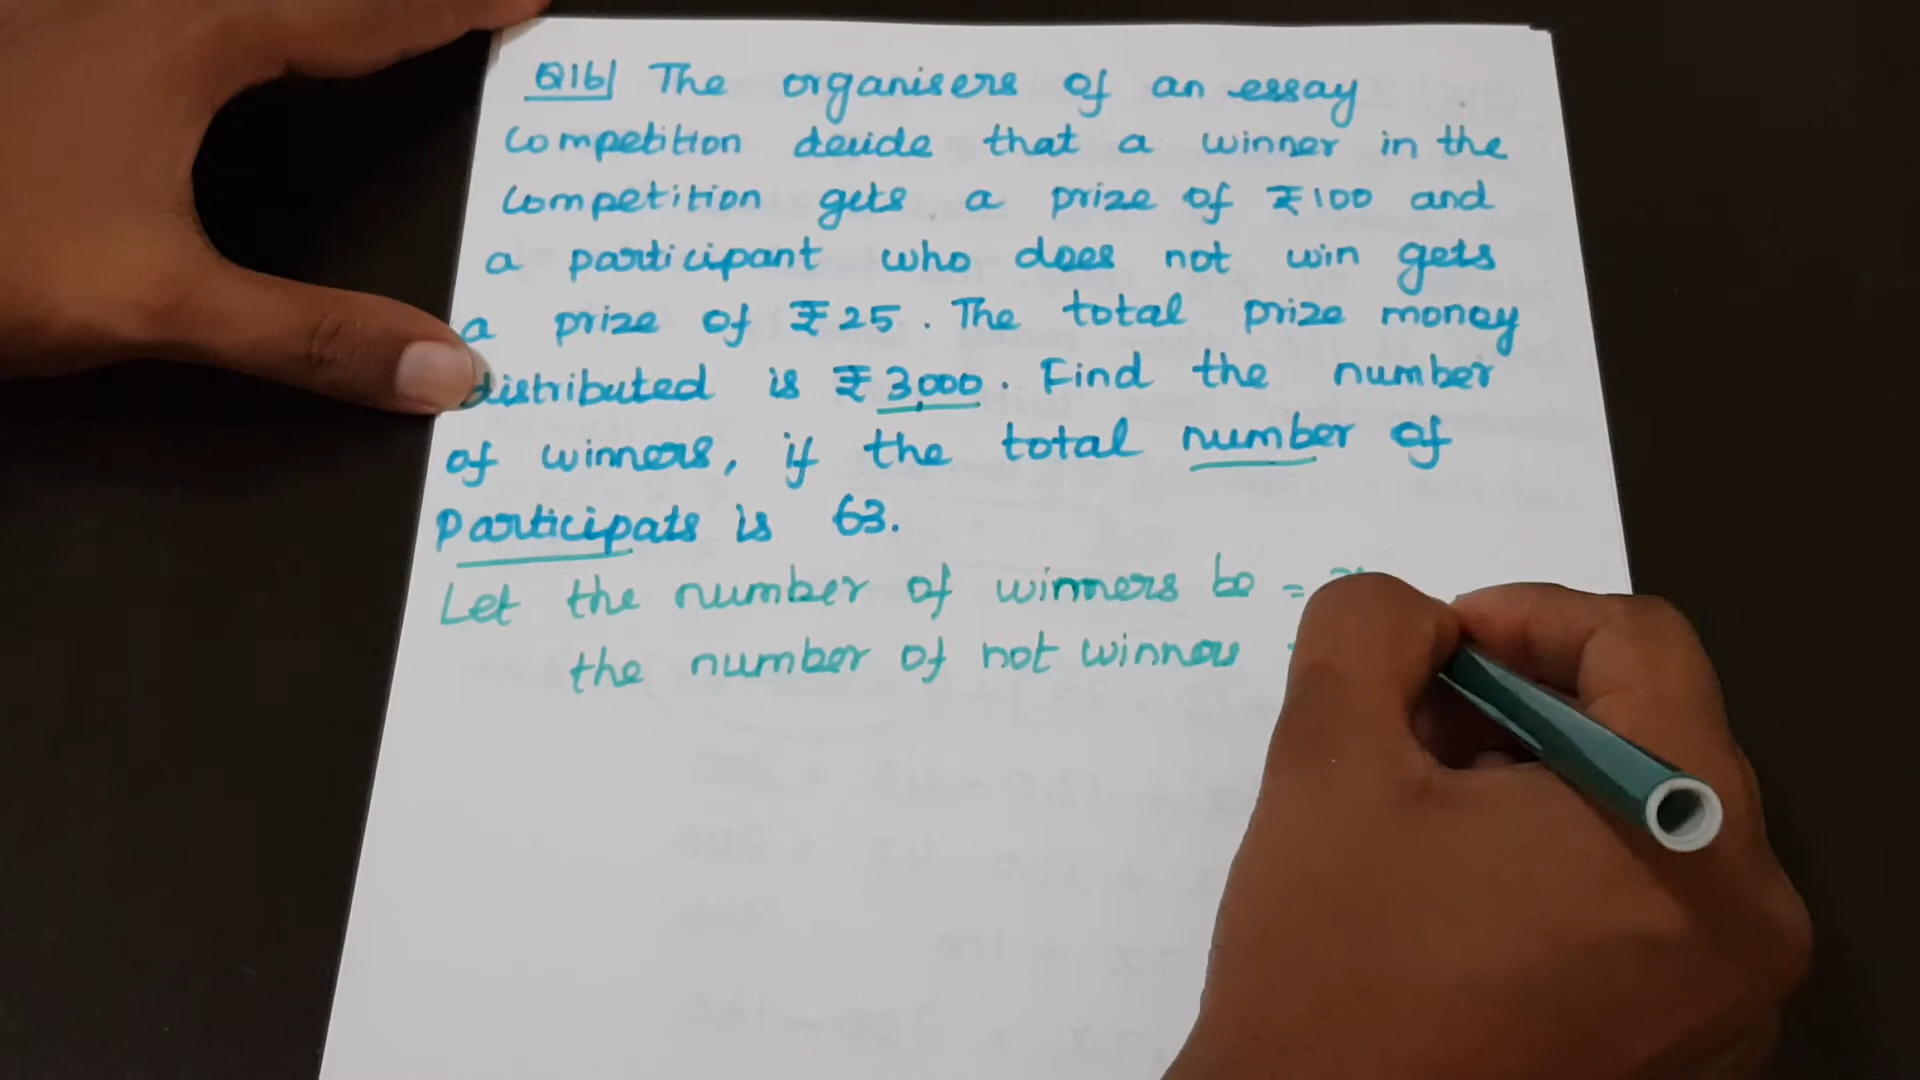 Q16| The organisers of an essay
competition decide that a winner in the
competition gets a prize of ₹100 and
a participant who does not win gets
a prize of ₹25. The total prize money
distributed is ₹3,000. Find the number
of winners, if the total number of
Participats is 63.
Let the number of winners be =
the number of not winners